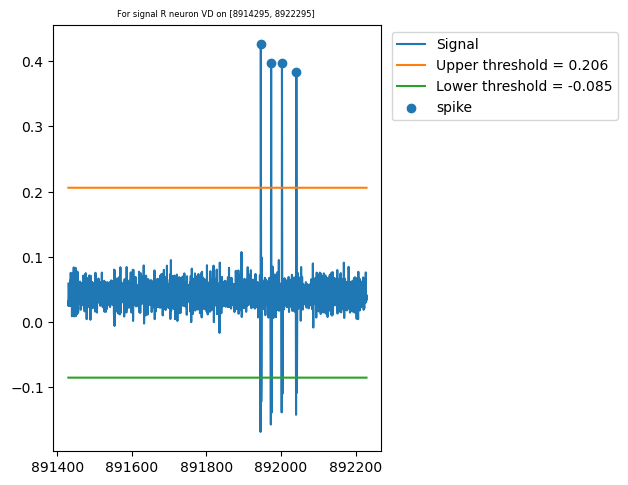 For signal R neuron VD on [8914295, 8922295]
Signal
Upper threshold = 0.206
Lower threshold = -0.085
spike
0.4
0.3
0.2
0.1
0.0
−0.1
891400 891600 891800 892000 892200